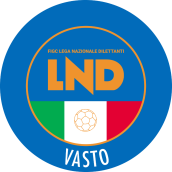 FIGC LEGA NAZIONALE DILETTANTI
LND
VASTO